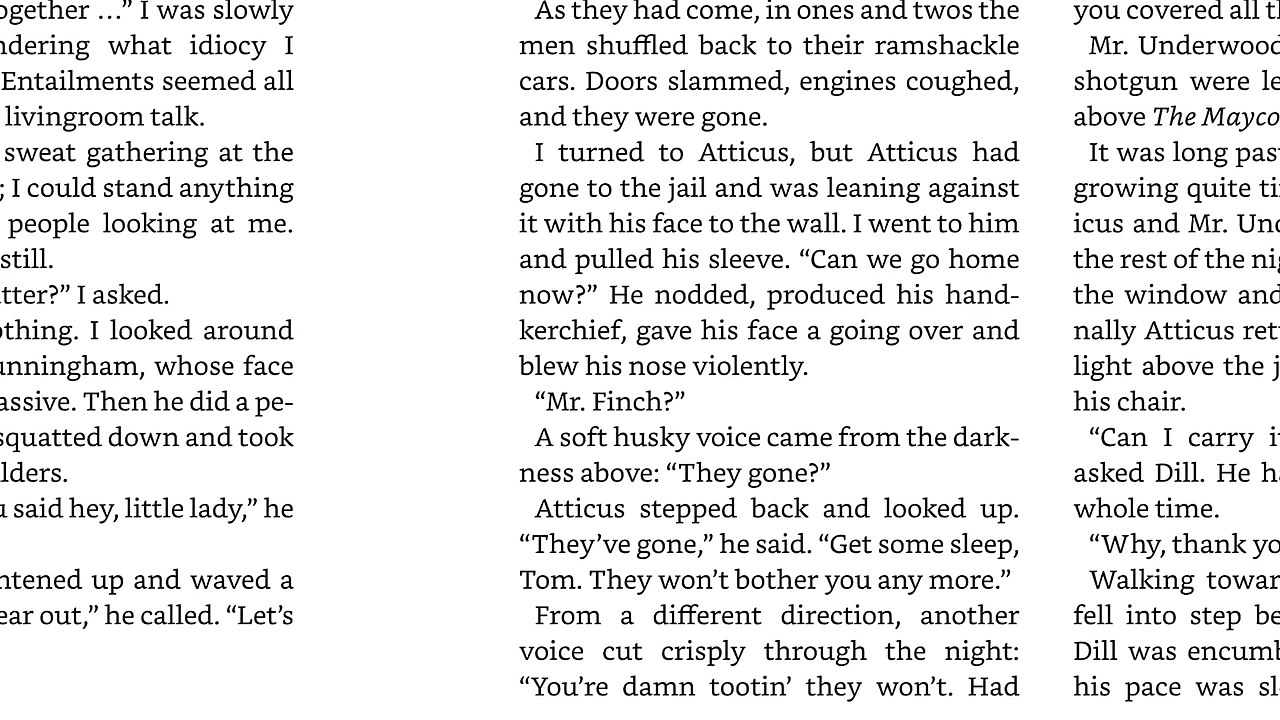 ogether …” I was slowly
ndering what idiocy I
Entailments seemed all
livingroom talk.
sweat gathering at the
; I could stand anything
people looking at me.
still.
tter?” I asked.
othing. I looked around
unningham, whose face
assive. Then he did a pe-
squatted down and took
lders.
u said hey, little lady,” he
ntened up and waved a
ear out,” he called. “Let’s
As they had come, in ones and twos the
men shuffled back to their ramshackle
cars. Doors slammed, engines coughed,
and they were gone.
I turned to Atticus, but Atticus had
gone to the jail and was leaning against
it with his face to the wall. I went to him
and pulled his sleeve. “Can we go home
now?” He nodded, produced his hand-
kerchief, gave his face a going over and
blew his nose violently.
“Mr. Finch?”
A soft husky voice came from the dark-
ness above: “They gone?”
Atticus stepped back and looked up.
“They’ve gone,” he said. “Get some sleep,
Tom. They won’t bother you any more.”
From a different direction, another
voice cut crisply through the night:
“You’re damn tootin’ they won’t. Had
you covered all t
Mr. Underwood
shotgun were le
above The Mayco
It was long pas
growing quite ti
icus and Mr. Und
the rest of the nig
the window and
nally Atticus ret
light above the j
his chair.
“Can I carry i
asked Dill. He ha
whole time.
“Why, thank yo
Walking towar
fell into step be
Dill was encumb
his pace was sl